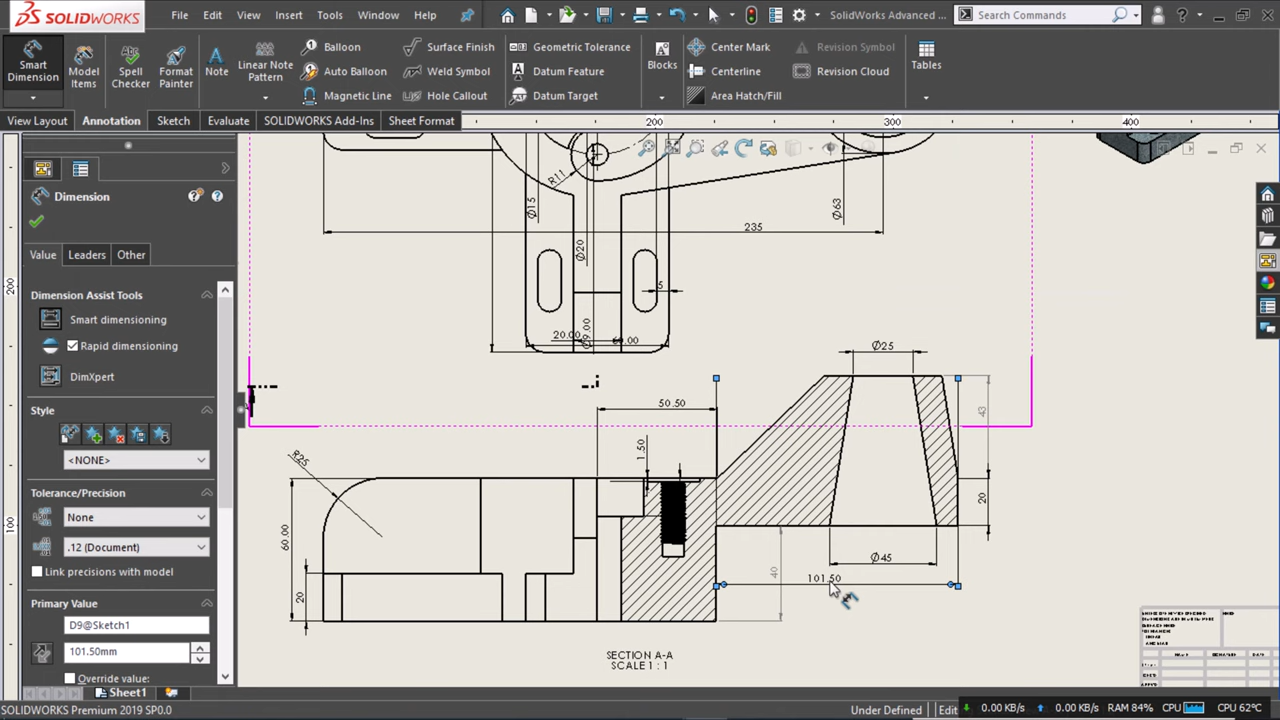 SOLIDWORKS File Edit View Insert Tools Window Help SolidWorks Advanced ... Search Commands
Smart Dimension
Model Items
Spell Checker
Format Painter
Note
Linear Note Pattern
Balloon
Auto Balloon
Magnetic Line
Surface Finish
Weld Symbol
Hole Callout
Geometric Tolerance
Datum Feature
Datum Target
Blocks
Center Mark
Centerline
Area Hatch/Fill
Revision Symbol
Revision Cloud
Tables
View Layout Annotation Sketch Evaluate SOLIDWORKS Add-Ins Sheet Format
200 300 400
Dimension
Value Leaders Other
Dimension Assist Tools
Smart dimensioning
Rapid dimensioning
DimXpert
Style
<NONE>
Tolerance/Precision
None
.12 (Document)
Link precisions with model
Primary Value
D9@Sketch1
101.50mm
Override value:
200
100
R11
Ø15
Ø63
235
Ø20
5
20.00
60.00
Ø25
50.50
43
1.50
R25
20
60.00
Ø45
40
101.50
20
SECTION A-A
SCALE 1 : 1
Sheet1
SOLIDWORKS Premium 2019 SP0.0
Under Defined
Edit
0.00 KB/s 0.00 KB/s RAM 84% CPU CPU 62°C